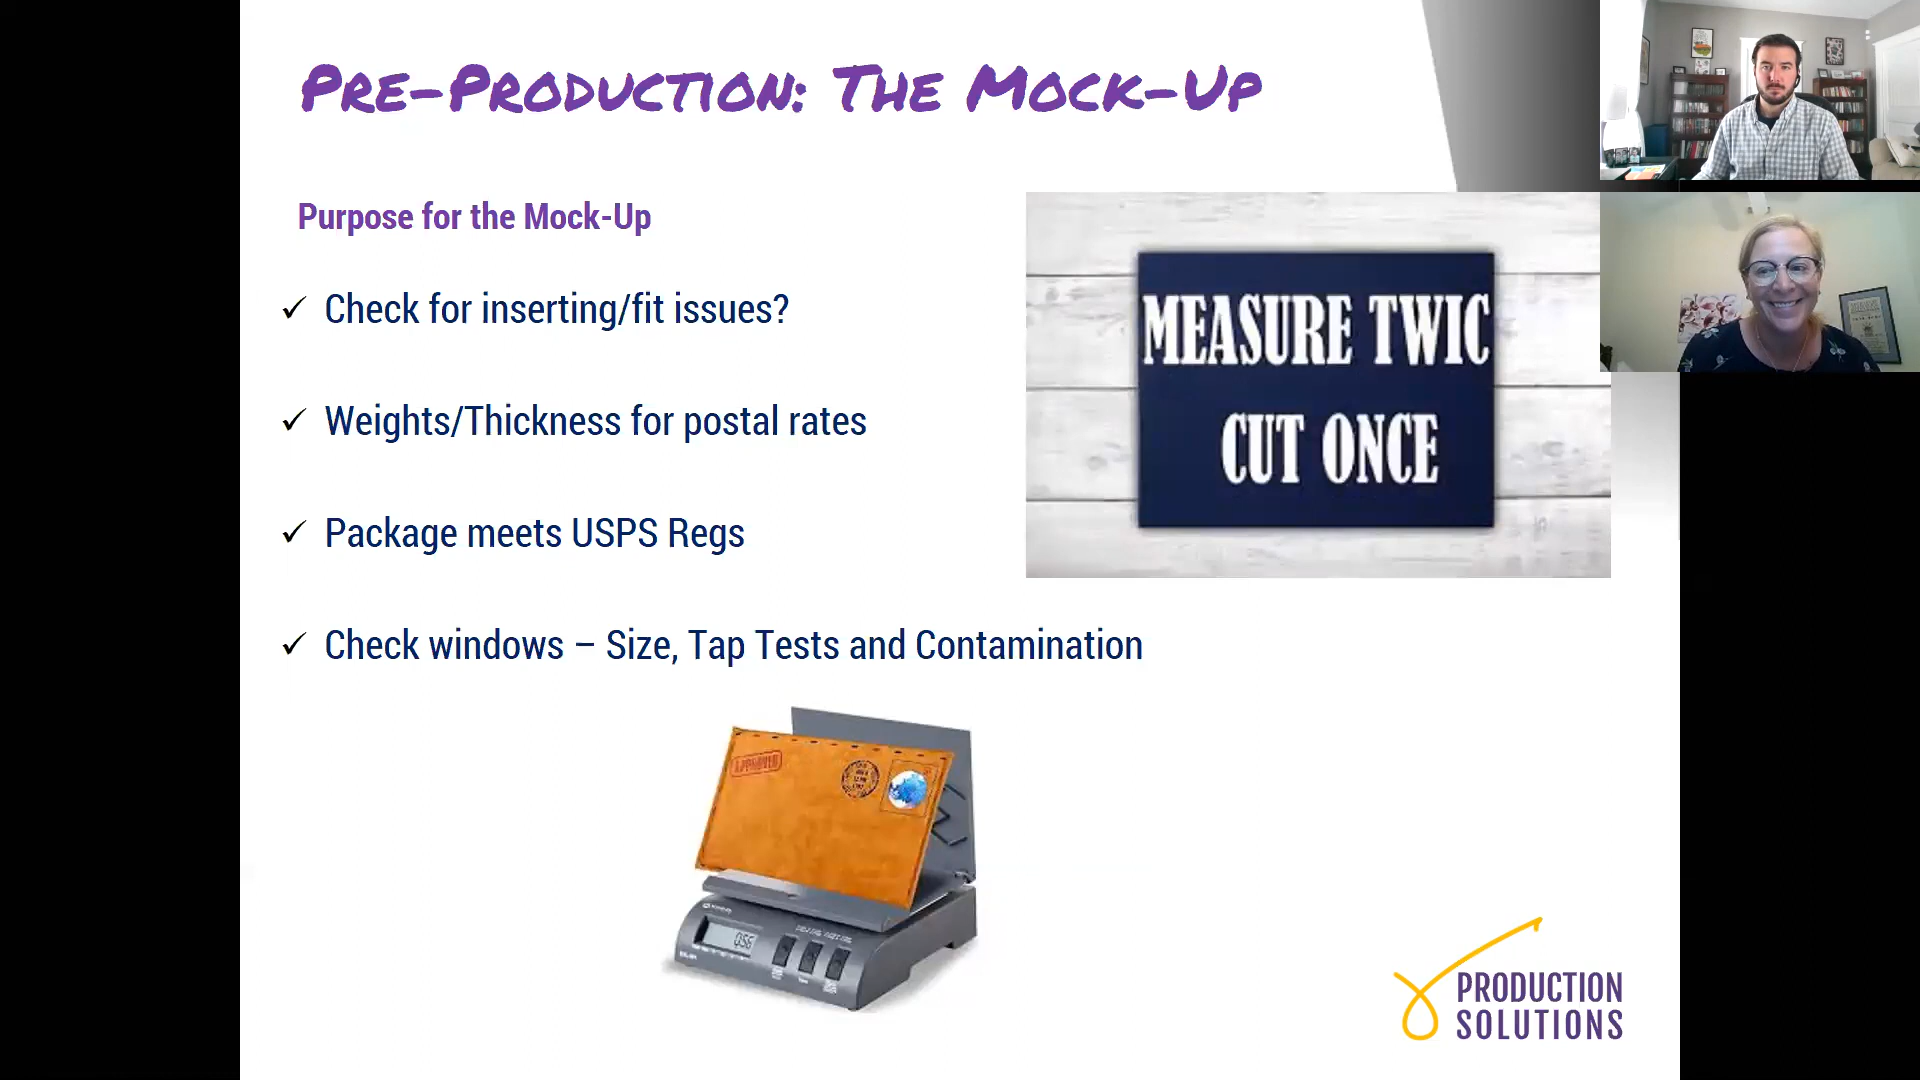 PRE-PRODUCTION: THE MOCK-UP
Purpose for the Mock-Up
✓ Check for inserting/fit issues?
✓ Weights/Thickness for postal rates
✓ Package meets USPS Regs
✓ Check windows – Size, Tap Tests and Contamination
MEASURE TWIC
CUT ONCE
APPROVED
PRODUCTION
SOLUTIONS